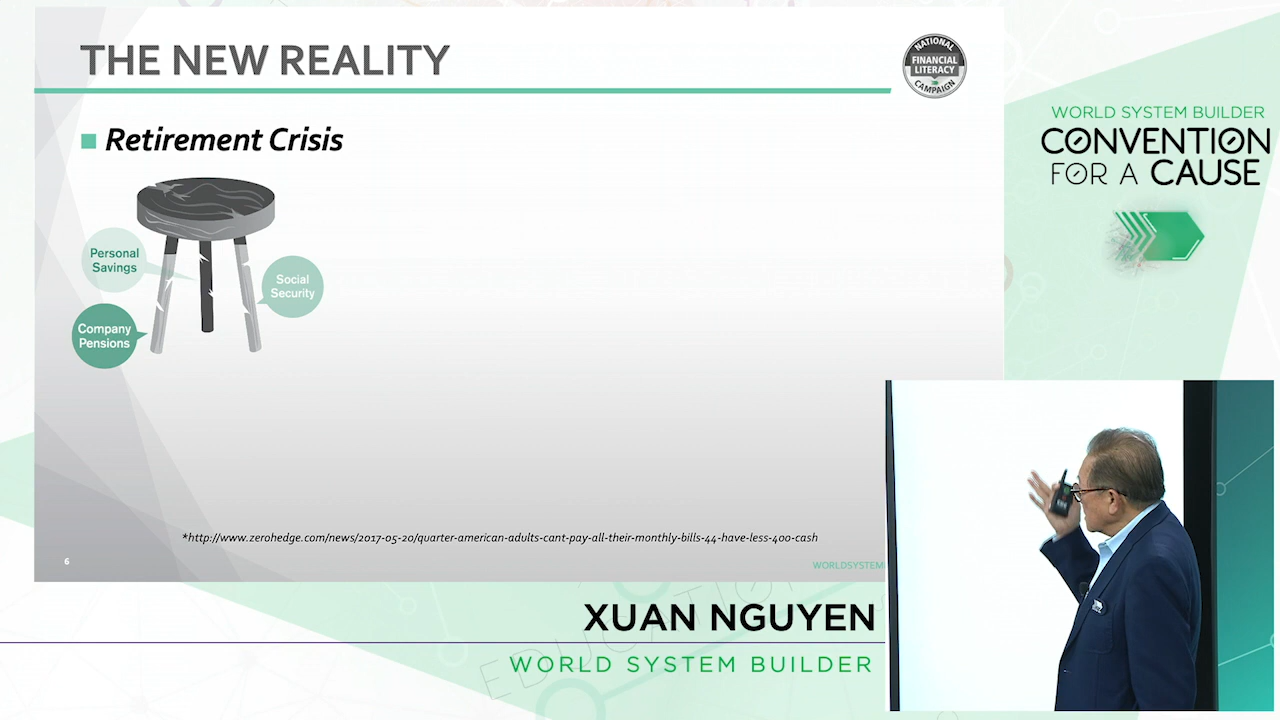 THE NEW REALITY
NATIONAL
FINANCIAL
LITERACY
CAMPAIGN
Retirement Crisis
Personal
Savings
Social
Security
Company
Pensions
*http://www.zerohedge.com/news/2017-05-20/quarter-american-adults-cant-pay-all-their-monthly-bills-44-have-less-400-cash
6
WORLDSYSTEM
WORLD SYSTEM BUILDER
CONVENTION
FOR A CAUSE
XUAN NGUYEN
WORLD SYSTEM BUILDER
EDUCATION